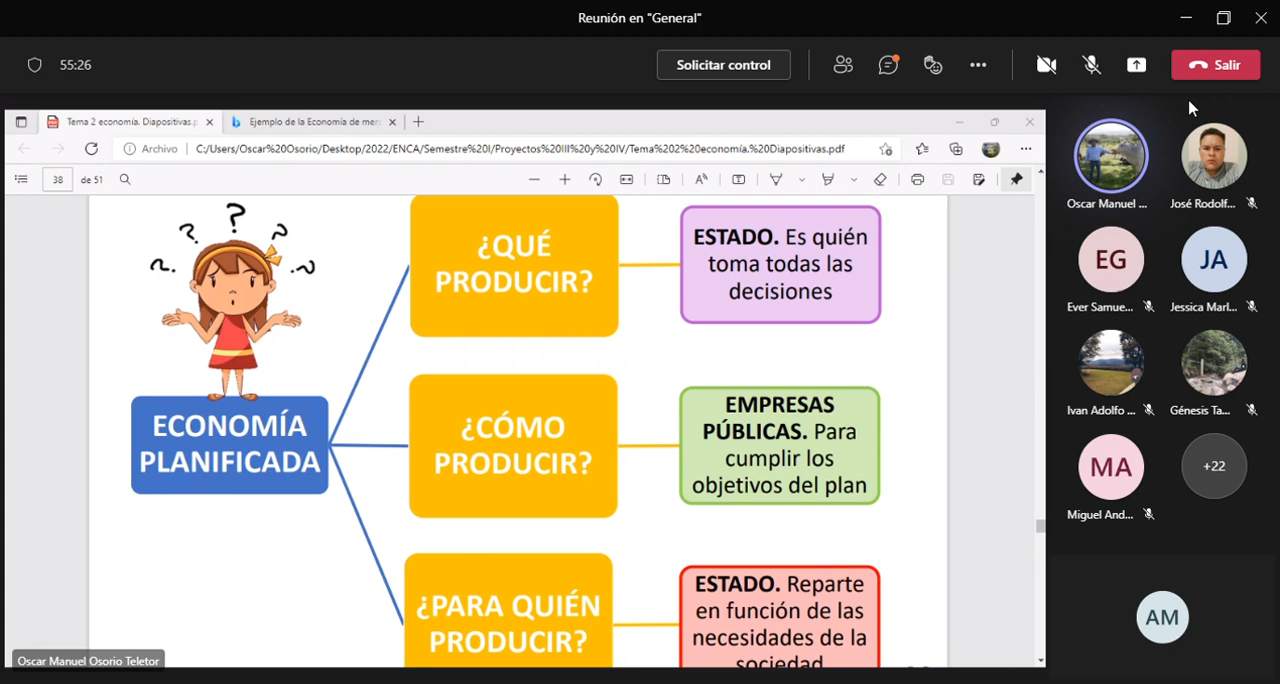 Reunión en "General"
55:26
Solicitar control
Salir
Tema 2 economía. Diapositivas.p
Ejemplo de la Economía de merc
Archivo
C:/Users/Oscar%20Osorio/Desktop/2022/ENCA/Semestre%20I/Proyectos%20III%20y%20IV/Tema%202%20economía.%20Diapositivas.pdf
38 de 51
¿QUÉ
PRODUCIR?
ESTADO. Es quién
toma todas las
decisiones
ECONOMÍA
PLANIFICADA
¿CÓMO
PRODUCIR?
EMPRESAS
PÚBLICAS. Para
cumplir los
objetivos del plan
¿PARA QUIÉN
PRODUCIR?
ESTADO. Reparte
en función de las
necesidades de la
sociedad
Oscar Manuel Osorio Teletor
Oscar Manuel ...
José Rodolf...
EG
Ever Samue...
JA
Jessica Marl...
Ivan Adolfo ...
Génesis Ta...
MA
Miguel And...
+22
AM